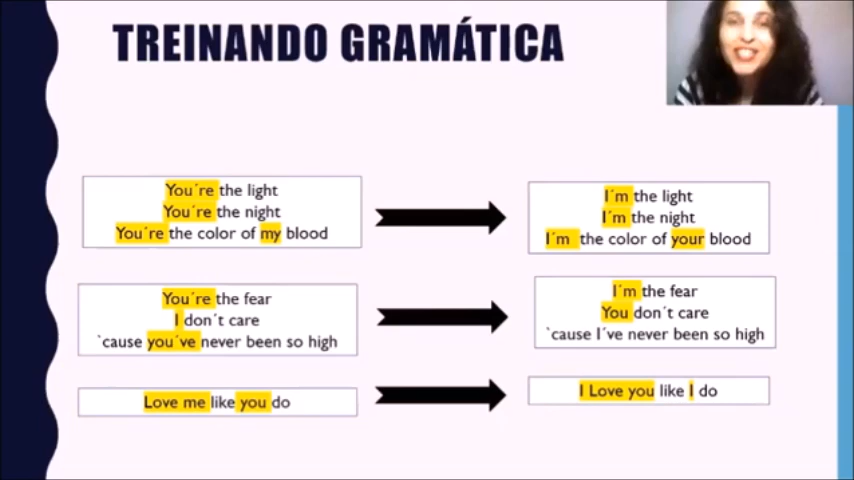 TREINANDO GRAMÁTICA
You´re the light
You´re the night
You´re the color of my blood
I´m the light
I´m the night
I´m the color of your blood
You´re the fear
I don´t care
`cause you´ve never been so high
I´m the fear
You don´t care
`cause I´ve never been so high
Love me like you do
I Love you like I do